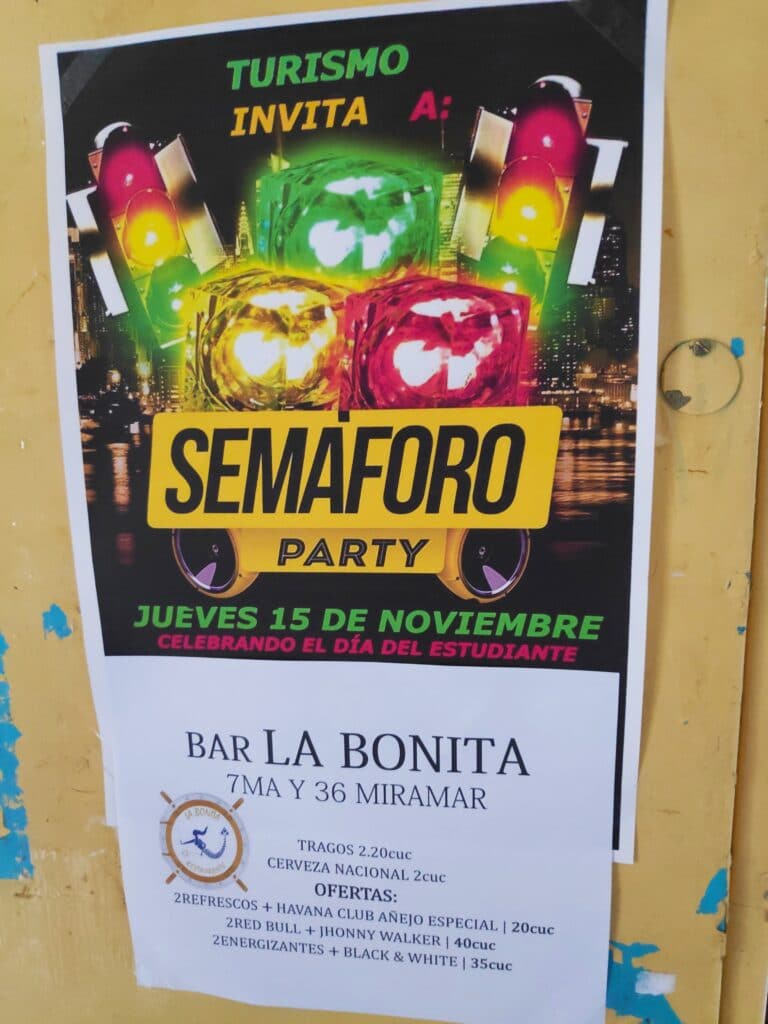 TURISMO
INVITA A:
SEMÁFORO
PARTY
JUEVES 15 DE NOVIEMBRE
CELEBRANDO EL DÍA DEL ESTUDIANTE
BAR LA BONITA
7MA Y 36 MIRAMAR
LA BONITA
TRAGOS 2.20cuc
CERVEZA NACIONAL 2cuc
OFERTAS:
2REFRESCOS + HAVANA CLUB AÑEJO ESPECIAL | 20cuc
2RED BULL + JHONNY WALKER | 40cuc
2ENERGIZANTES + BLACK & WHITE | 35cuc